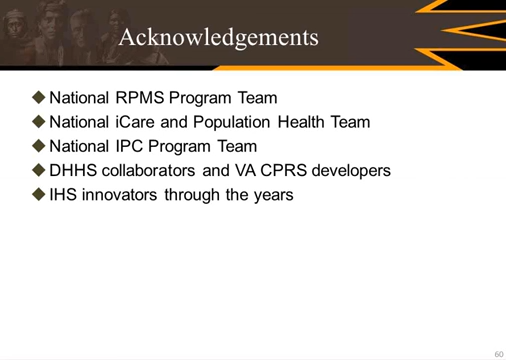 Acknowledgements
National RPMS Program Team
National iCare and Population Health Team
National IPC Program Team
DHHS collaborators and VA CPRS developers
IHS innovators through the years
60